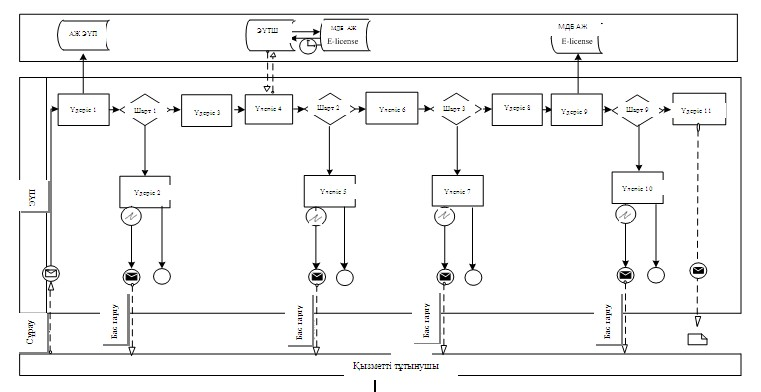 АЖ ЭҮП
ЭҮТШ
МДБ АЖ
E-license
МДБ АЖ
E-license
Үдеріс 1
Шарт 1
Үдеріс 3
Үдеріс 4
Шарт 2
Үдеріс 6
Шарт 3
Үдеріс 8
Үдеріс 9
Шарт 9
Үдеріс 11
Үдеріс 2
Үдеріс 5
Үдеріс 7
Үдеріс 10
ЭҮП
Сұрау
Бас тарту
Бас тарту
Бас тарту
Бас тарту
Қызметті тұтынушы